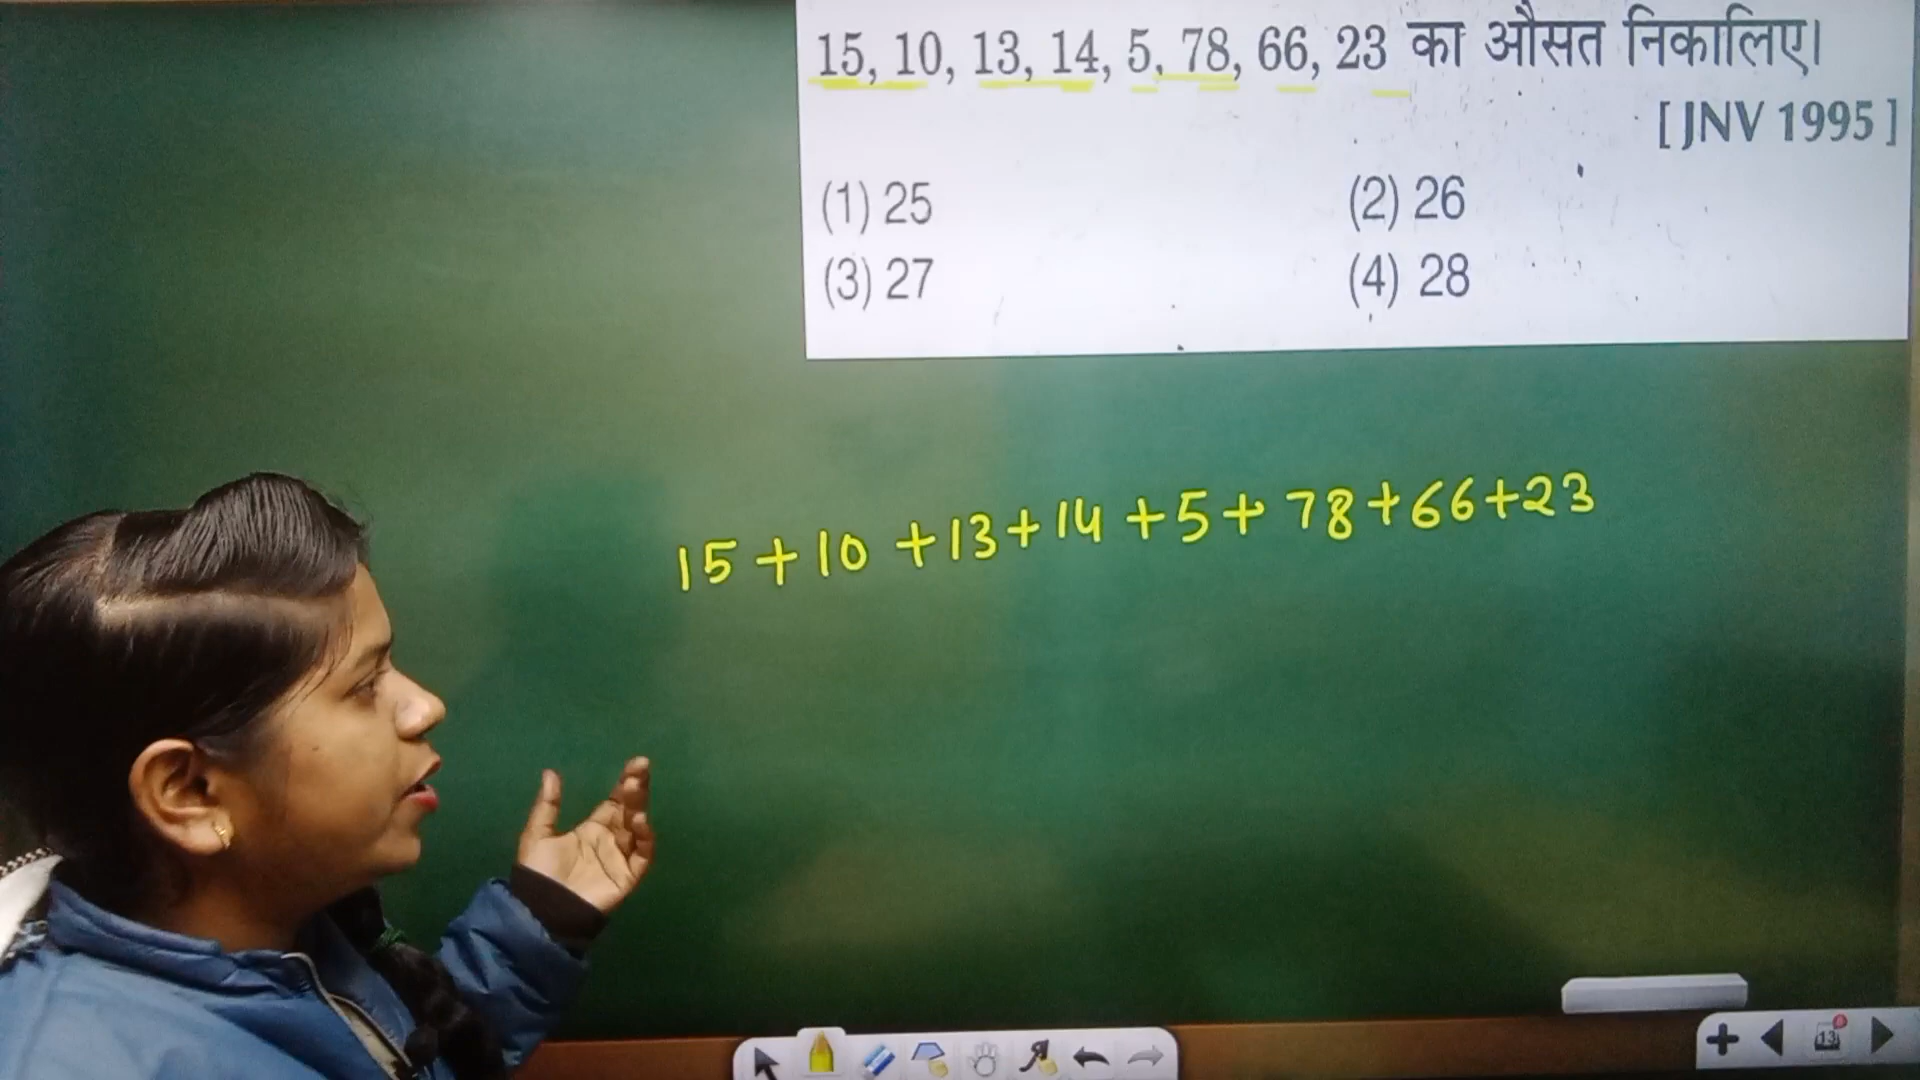 15, 10, 13, 14, 5, 78, 66, 23 का औसत निकालिए।
[ JNV 1995 ]
(1) 25 (2) 26
(3) 27 (4) 28
15 + 10 + 13 + 14 + 5 + 78 + 66 + 23
13